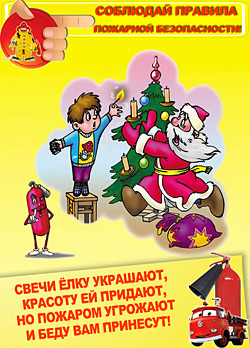 СОБЛЮДАЙ ПРАВИЛА
ПОЖАРНОЙ БЕЗОПАСНОСТИ!
СВЕЧИ ЁЛКУ УКРАШАЮТ,
КРАСОТУ ЕЙ ПРИДАЮТ,
НО ПОЖАРОМ УГРОЖАЮТ
И БЕДУ ВАМ ПРИНЕСУТ!